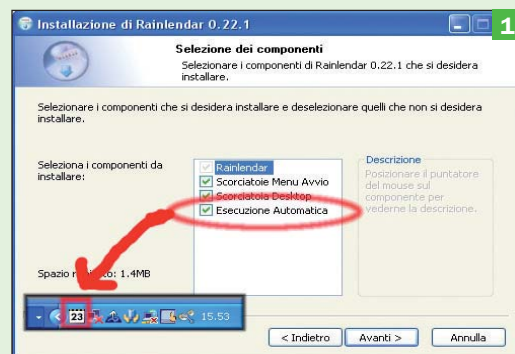 Installazione di Rainlendar 0.22.1
1
Selezione dei componenti
Selezionare i componenti di Rainlendar 0.22.1 che si desidera
installare.
Selezionare i componenti che si desidera installare e deselezionare quelli che non si desidera
installare.
Seleziona i componenti da
installare:
Rainlendar
Scorciatoie Menu Avvio
Scorciatoia Desktop
Esecuzione Automatica
Descrizione
Posizionare il puntatore
del mouse sul
componente per
vederne la descrizione.
Spazio 1.4MB
23
15.53
< Indietro
Avanti >
Annulla